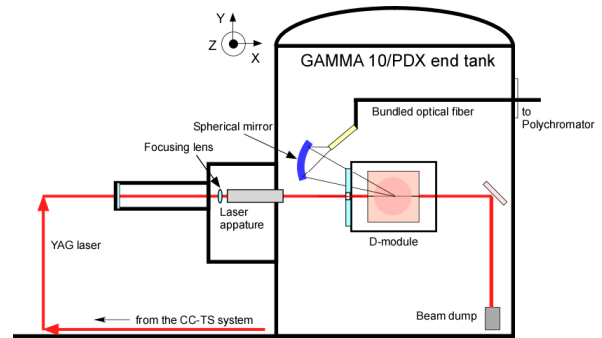 Y
Z
X
GAMMA 10/PDX end tank
Bundled optical fiber
to
Polychromator
Spherical mirror
Focusing lens
Laser
appature
D-module
YAG laser
from the CC-TS system
Beam dump